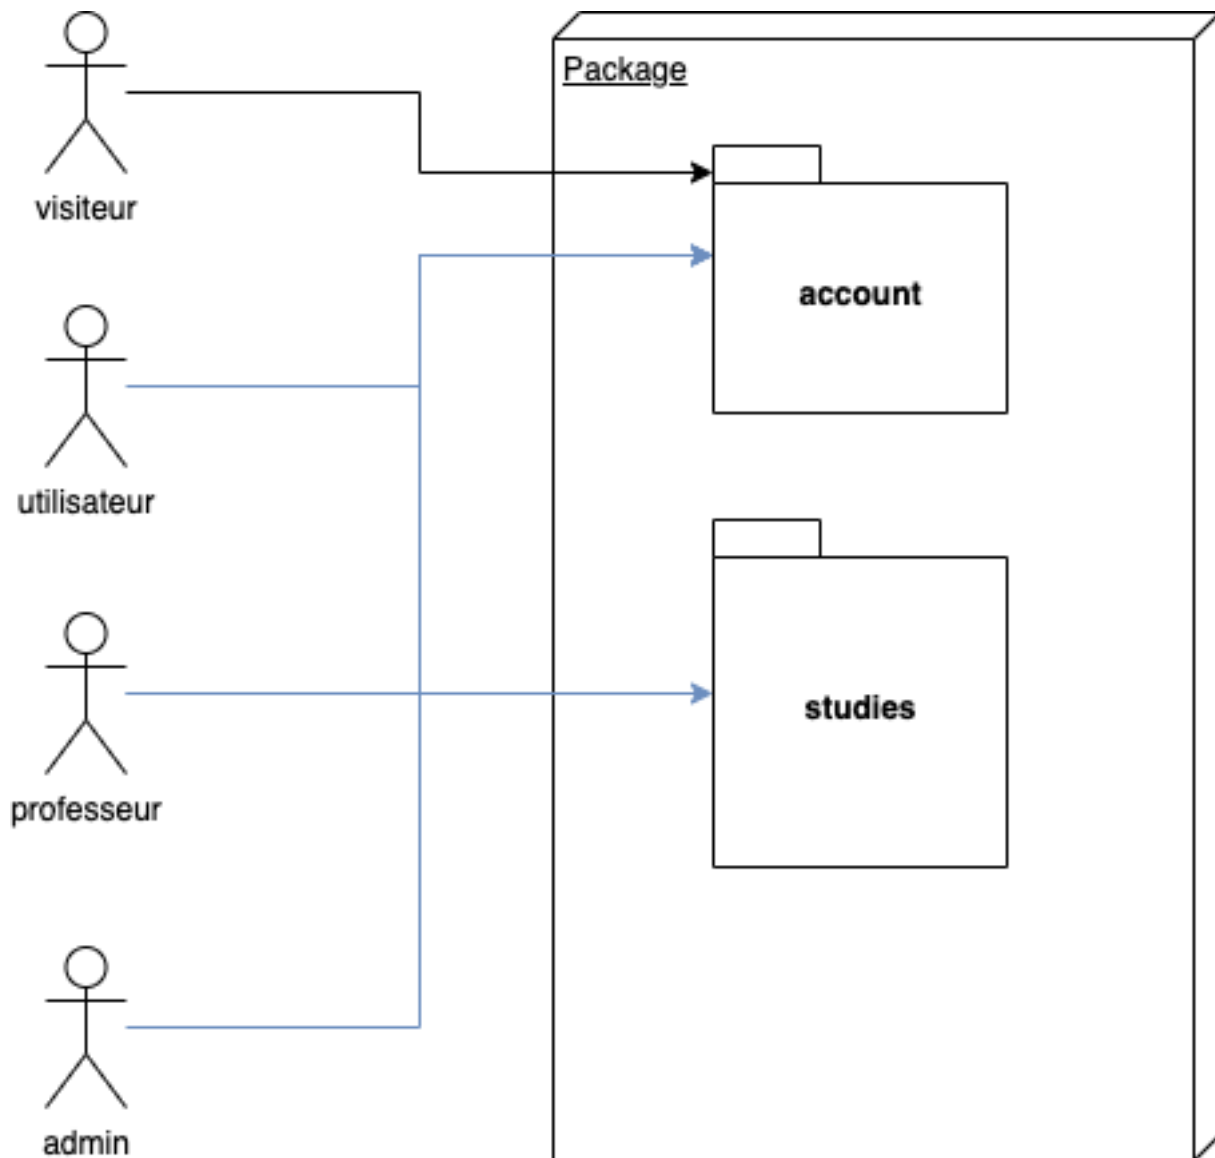 Package
visiteur
account
utilisateur
studies
professeur
admin